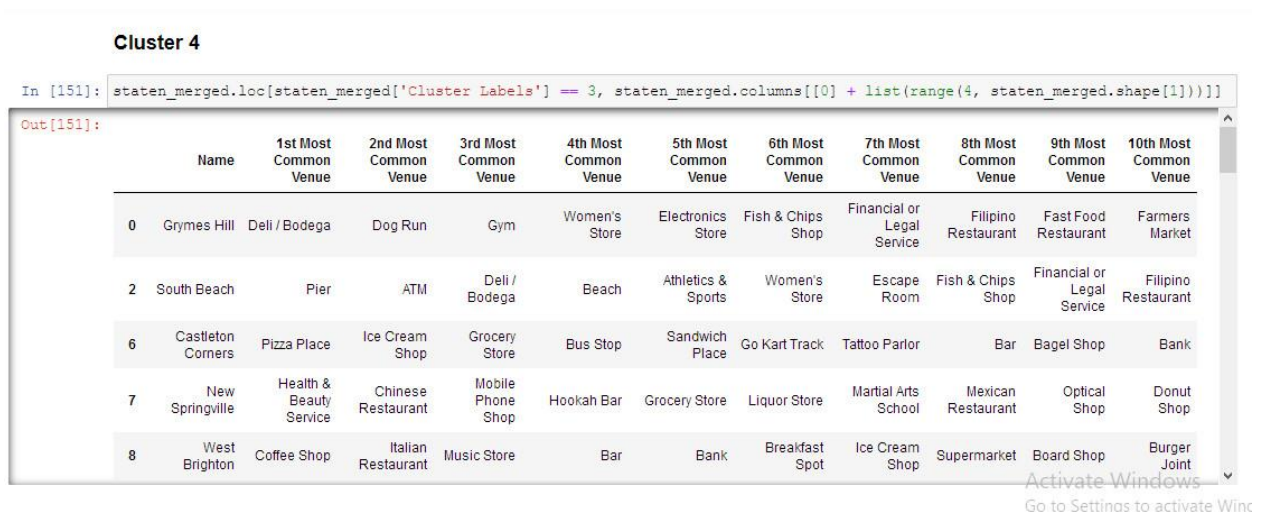 Cluster 4
In [151]: staten_merged.loc[staten_merged['Cluster Labels'] == 3, staten_merged.columns[[0] + list(range(4, staten_merged.shape[1]))]]
Out[151]:
Name 1st Most Common Venue 2nd Most Common Venue 3rd Most Common Venue 4th Most Common Venue 5th Most Common Venue 6th Most Common Venue 7th Most Common Venue 8th Most Common Venue 9th Most Common Venue 10th Most Common Venue
0 Grymes Hill Deli / Bodega Dog Run Gym Women's Store Electronics Store Fish & Chips Shop Financial or Legal Service Filipino Restaurant Fast Food Restaurant Farmers Market
2 South Beach Pier ATM Deli / Bodega Beach Athletics & Sports Women's Store Escape Room Fish & Chips Shop Financial or Legal Service Filipino Restaurant
6 Castleton Corners Pizza Place Ice Cream Shop Grocery Store Bus Stop Sandwich Place Go Kart Track Tattoo Parlor Bar Bagel Shop Bank
7 New Springville Health & Beauty Service Chinese Restaurant Mobile Phone Shop Hookah Bar Grocery Store Liquor Store Martial Arts School Mexican Restaurant Optical Shop Donut Shop
8 West Brighton Coffee Shop Italian Restaurant Music Store Bar Bank Breakfast Spot Ice Cream Shop Supermarket Board Shop Burger Joint
Activate Windows
Go to Settings to activate Winc